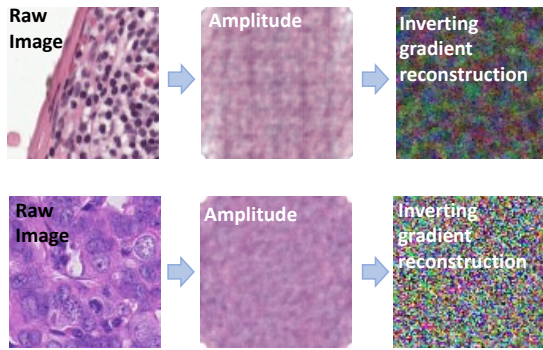 Raw
Image
Amplitude
Inverting
gradient
reconstruction
Raw
Image
Amplitude
Inverting
gradient
reconstruction